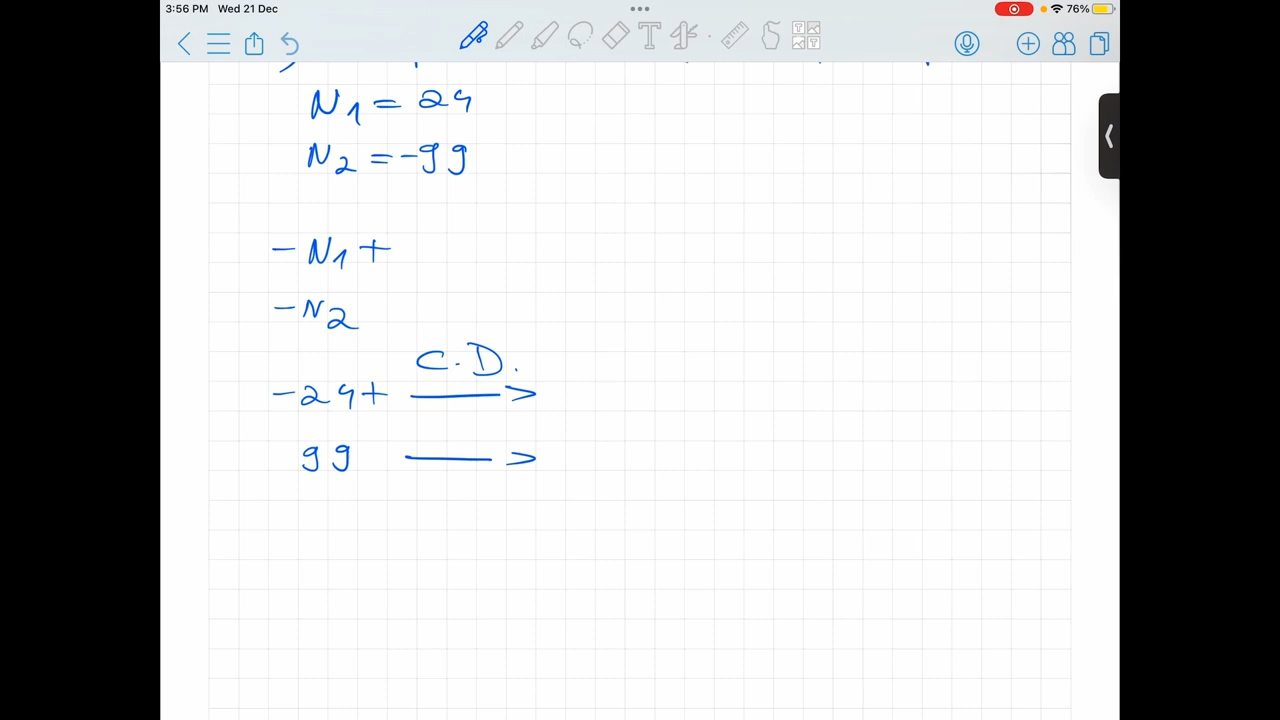 3:56 PM Wed 21 Dec
76%
N1 = 24
N2 = -99
- N1 +
- N2
C.D.
- 24 + →
99 →